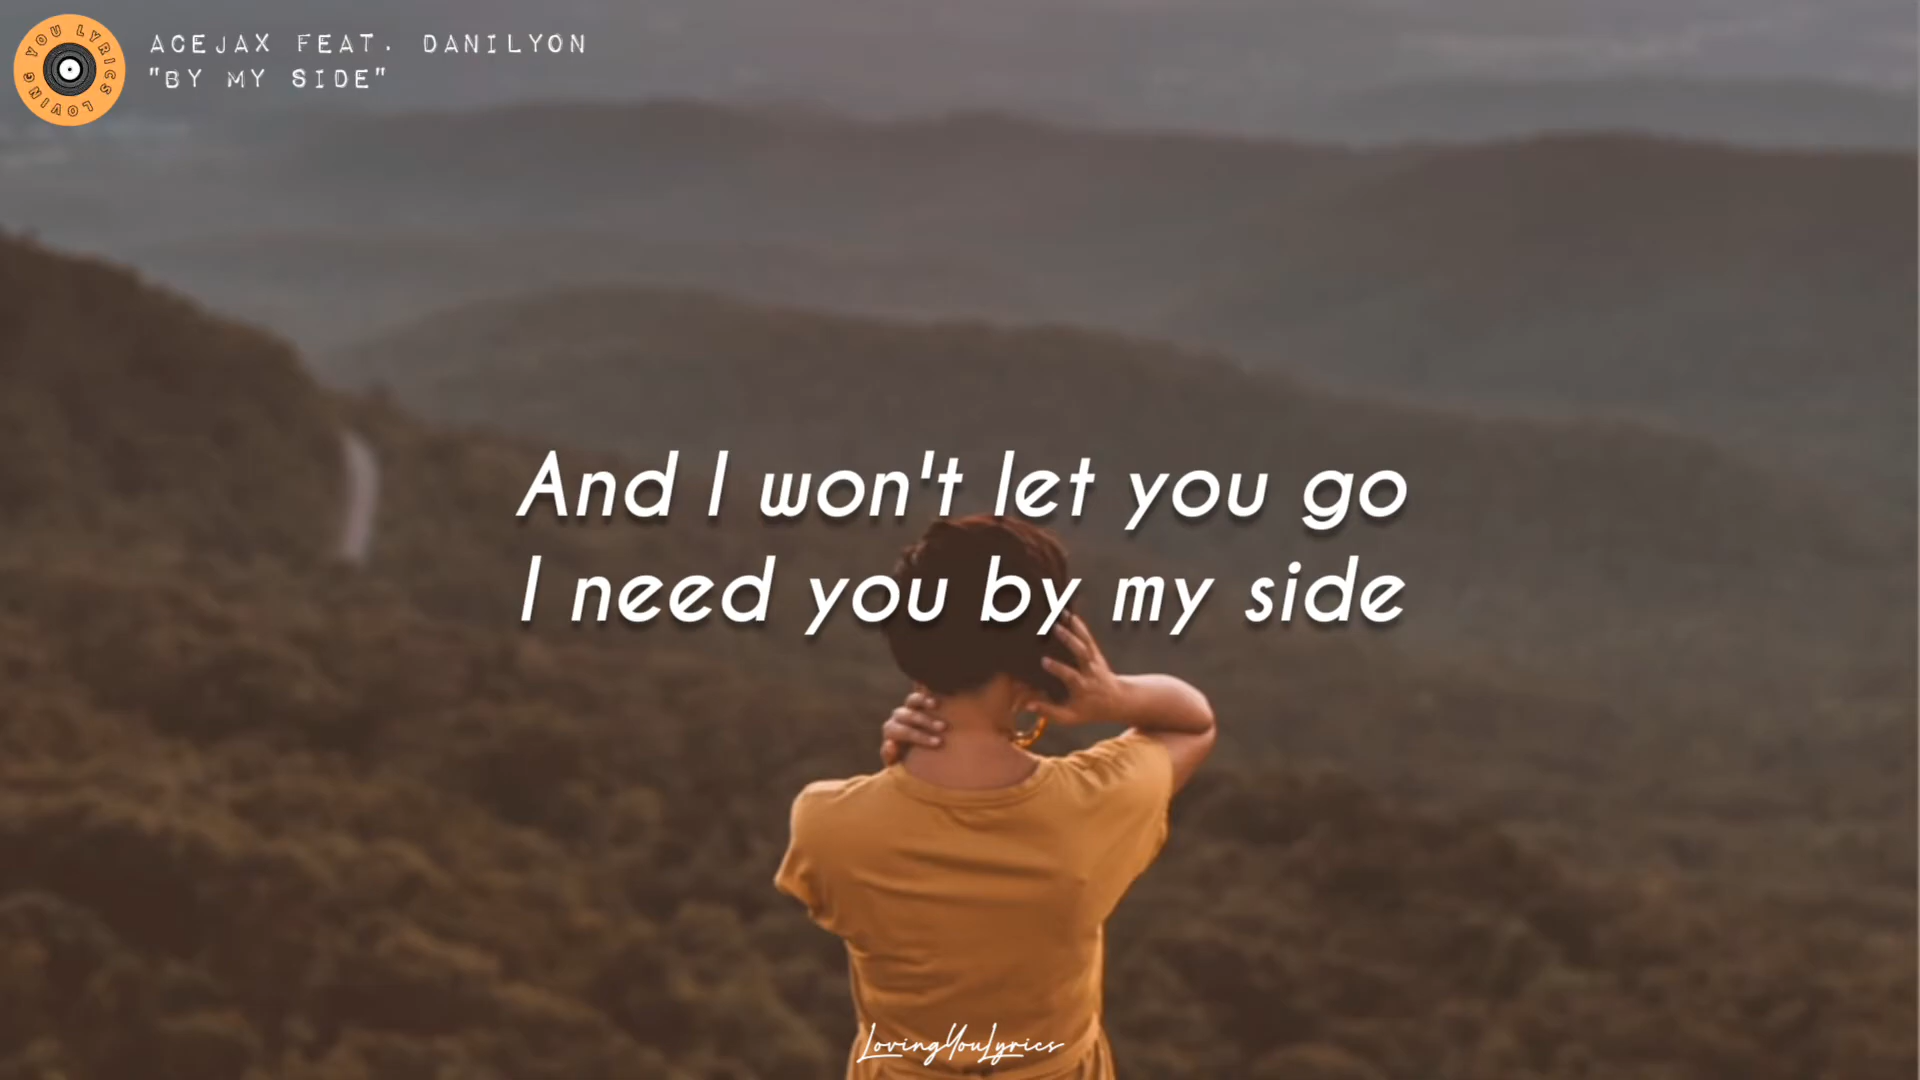 YOU LYRICS LOVING
ACEJAX FEAT. DANILYON
"BY MY SIDE"
And I won't let you go
I need you by my side
LovingYouLyrics